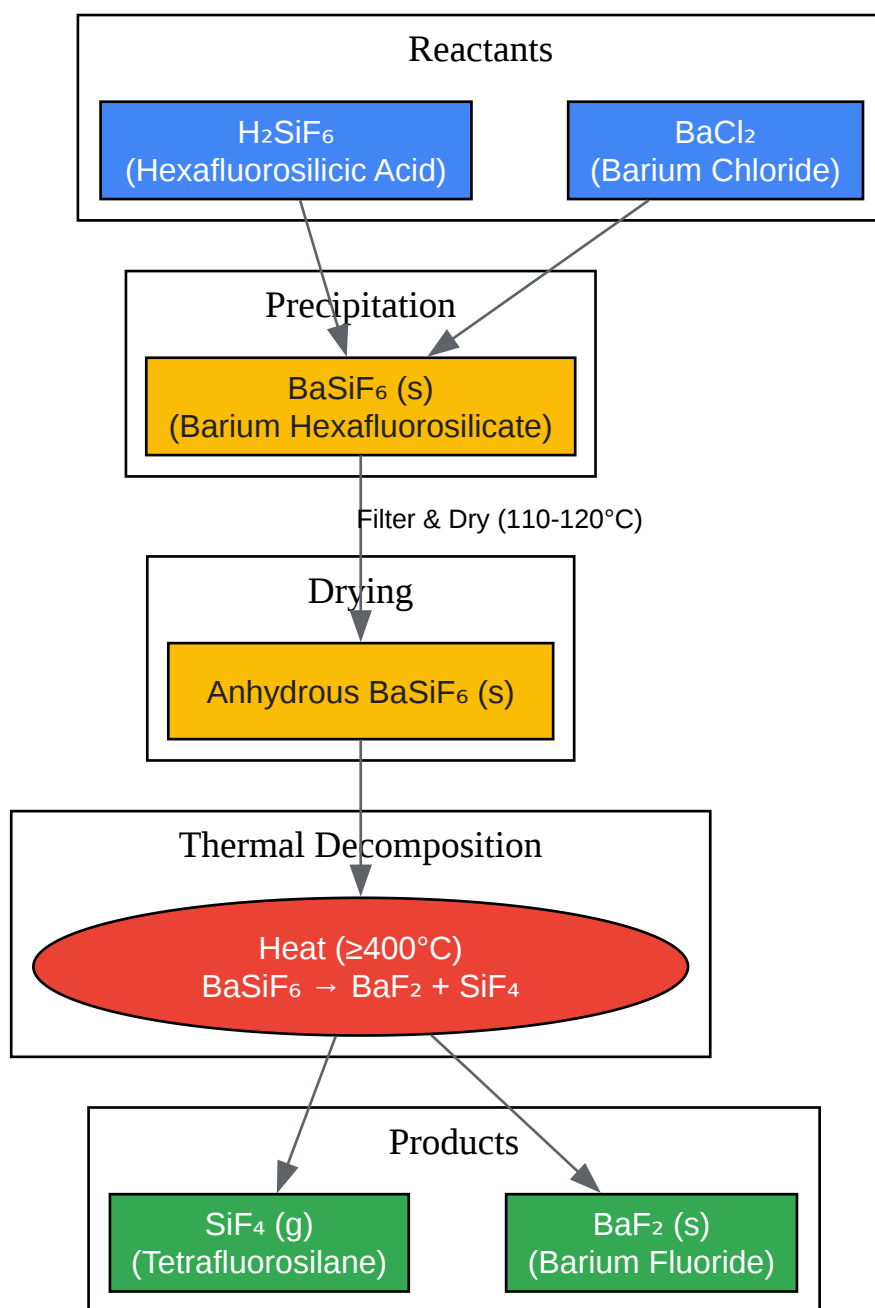 Reactants
H₂SiF₆
(Hexafluorosilicic Acid)
BaCl₂
(Barium Chloride)
Precipitation
BaSiF₆ (s)
(Barium Hexafluorosilicate)
Filter & Dry (110-120°C)
Drying
Anhydrous BaSiF₆ (s)
Thermal Decomposition
Heat (≥400°C)
BaSiF₆ → BaF₂ + SiF₄
Products
SiF₄ (g)
(Tetrafluorosilane)
BaF₂ (s)
(Barium Fluoride)